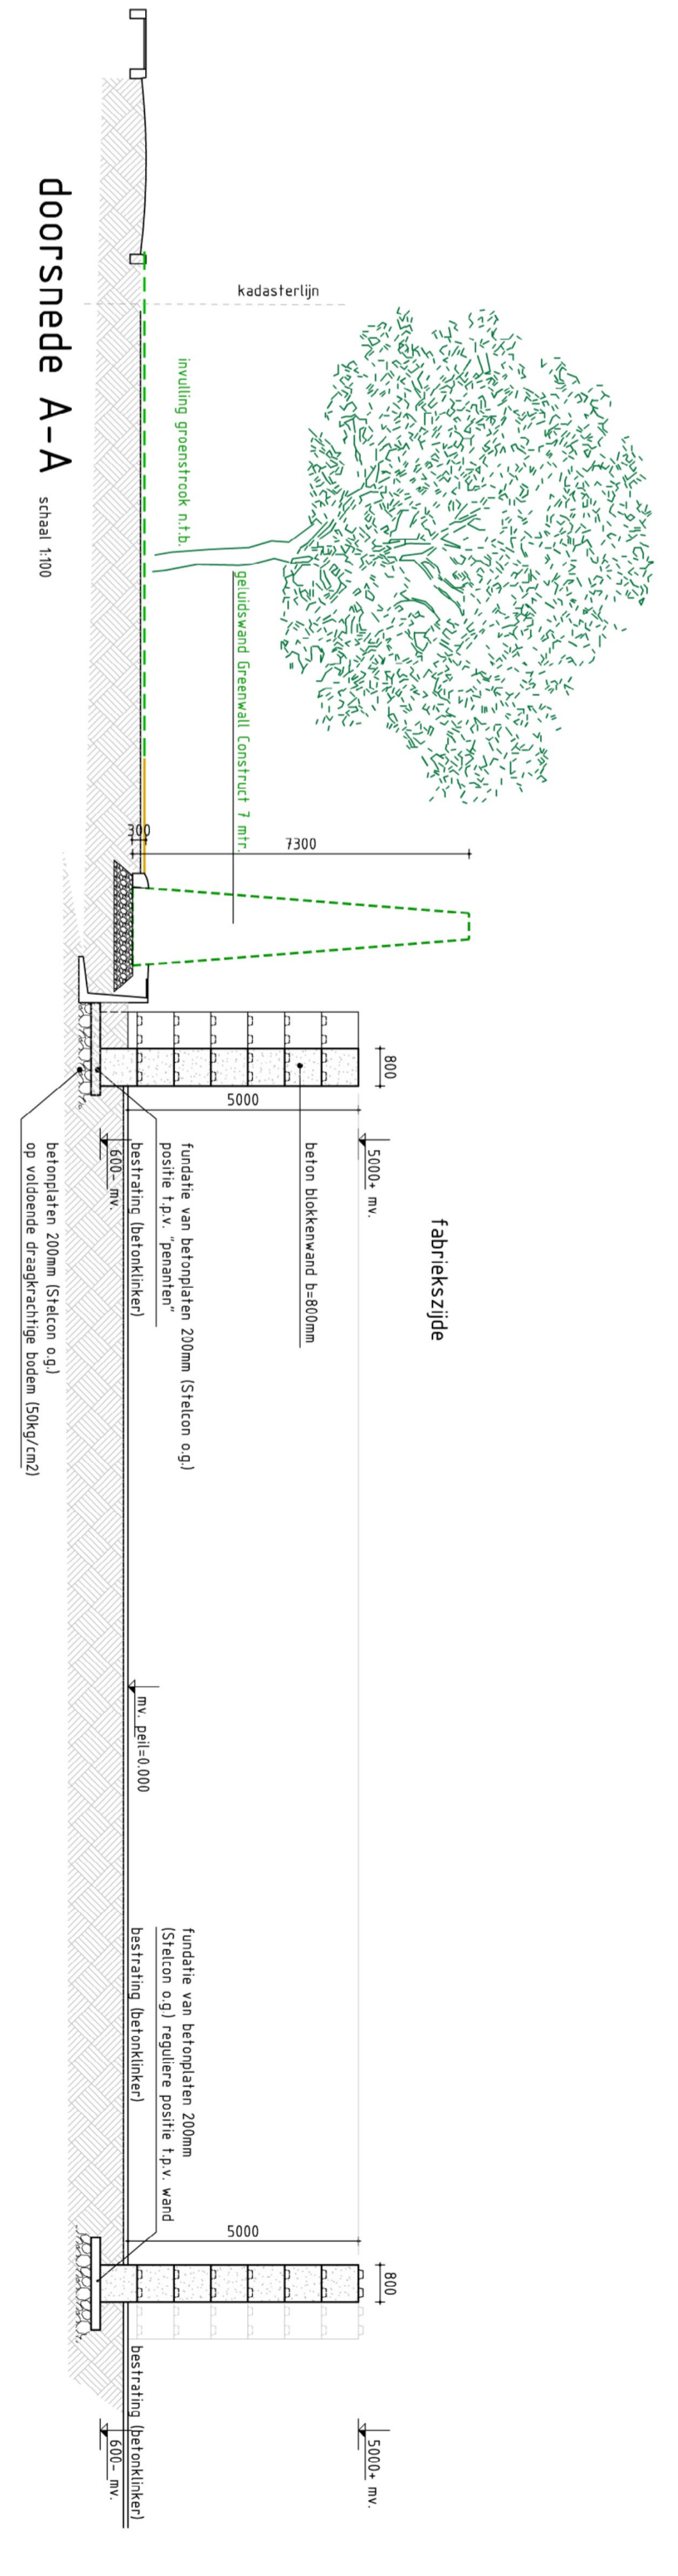 doorsnede A-A schaal 1:100
kadasterlijn
invulling groenstrook n.t.b.
geluidswand Greenwall Construct 7 mtr.
300
7300
800
5000
5000+ mv.
600- mv.
fabriekszijde
beton blokkenwand b=800mm
fundatie van betonplaten 200mm (Stelcon o.g.)
positie t.p.v. "penanten"
bestrating (betonklinker)
betonplaten 200mm (Stelcon o.g.)
op voldoende draagkrachtige bodem (50kg/cm2)
mv. peil=0.000
fundatie van betonplaten 200mm
(Stelcon o.g) reguliere positie t.p.v. wand
bestrating (betonklinker)
5000
800
bestrating (betonklinker)
5000+ mv.
600- mv.